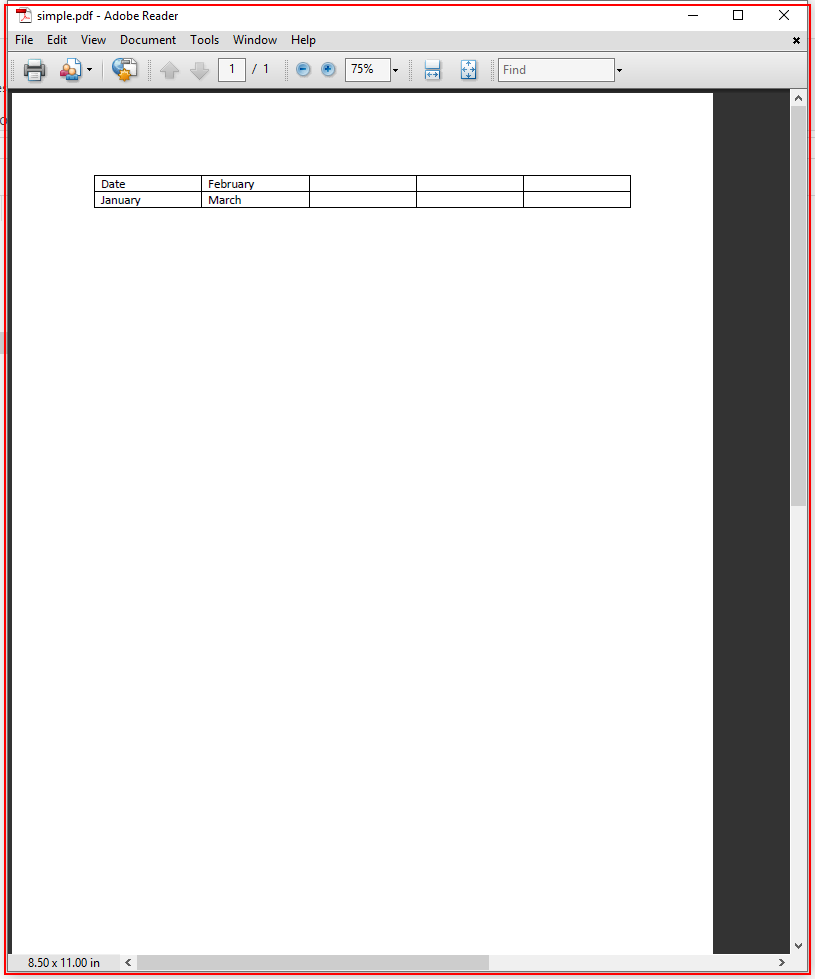 simple.pdf - Adobe Reader
File Edit View Document Tools Window Help
1 / 1 75% Find
Date February
January March
8.50 x 11.00 in